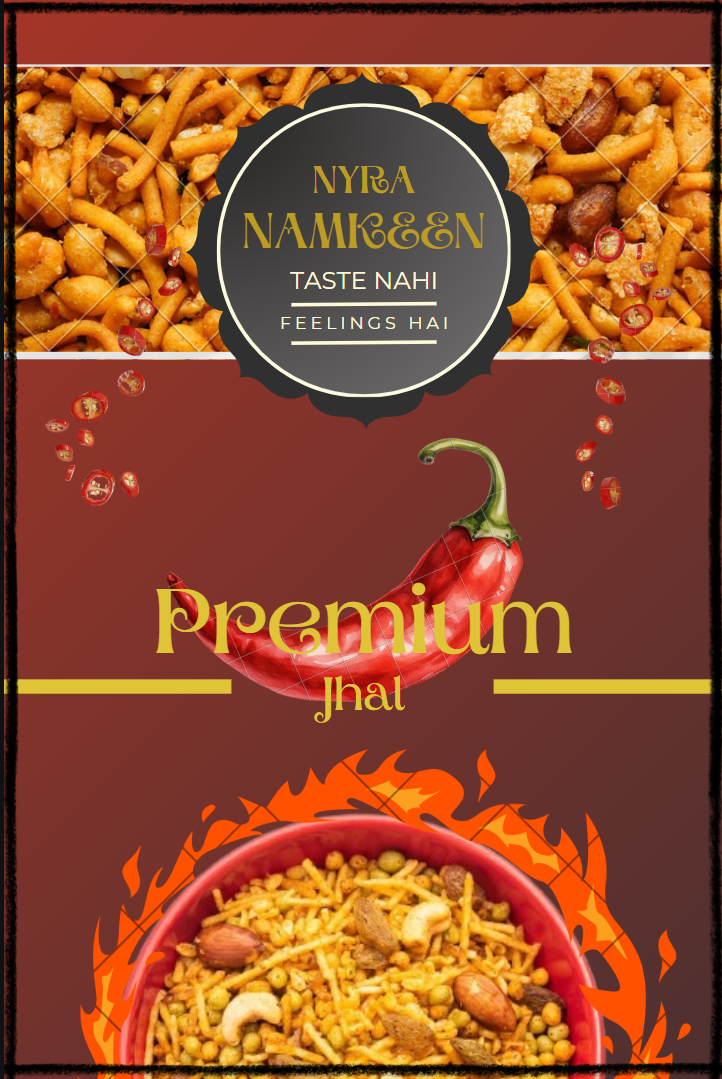 NYRA
NAMKEEN
TASTE NAHI
FEELINGS HAI
Premium
Jhal